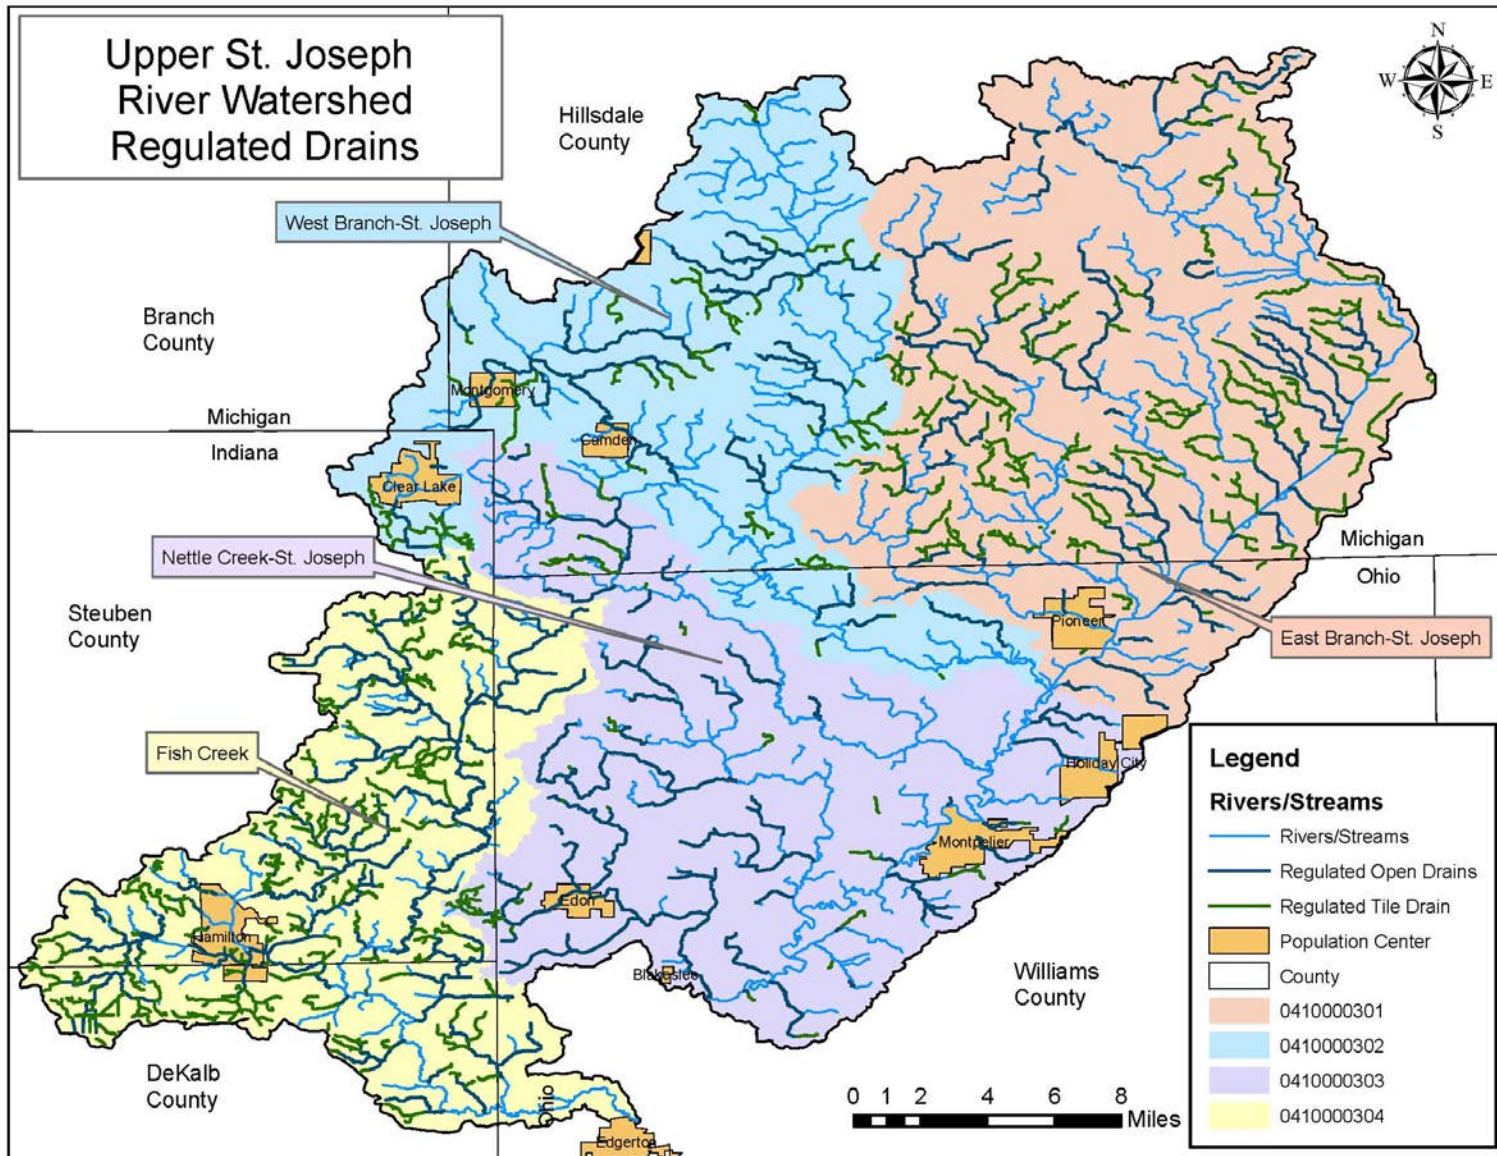 Upper St. Joseph
River Watershed
Regulated Drains
N
W
E
S
Hillsdale
County
West Branch-St. Joseph
Branch
County
Montgomery
Michigan
Indiana
Camden
Clear Lake
Nettle Creek-St. Joseph
Michigan
Ohio
Steuben
County
Pioneer
East Branch-St. Joseph
Fish Creek
Holiday City
Montpelier
Edon
Hamilton
Blakeslee
Williams
County
DeKalb
County
Ohio
Edgerton
Legend
Rivers/Streams
Rivers/Streams
Regulated Open Drains
Regulated Tile Drain
Population Center
County
0410000301
0410000302
0410000303
0410000304
0 1 2 4 6 8
Miles